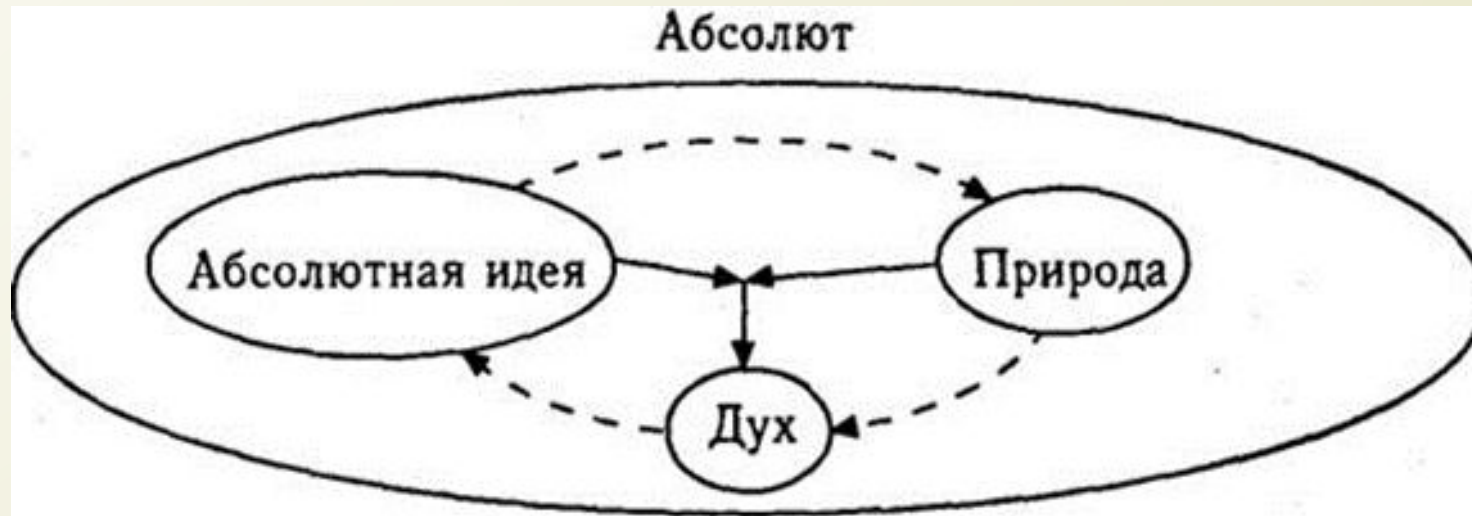 Абсолют
Абсолютная идея
Природа
Дух